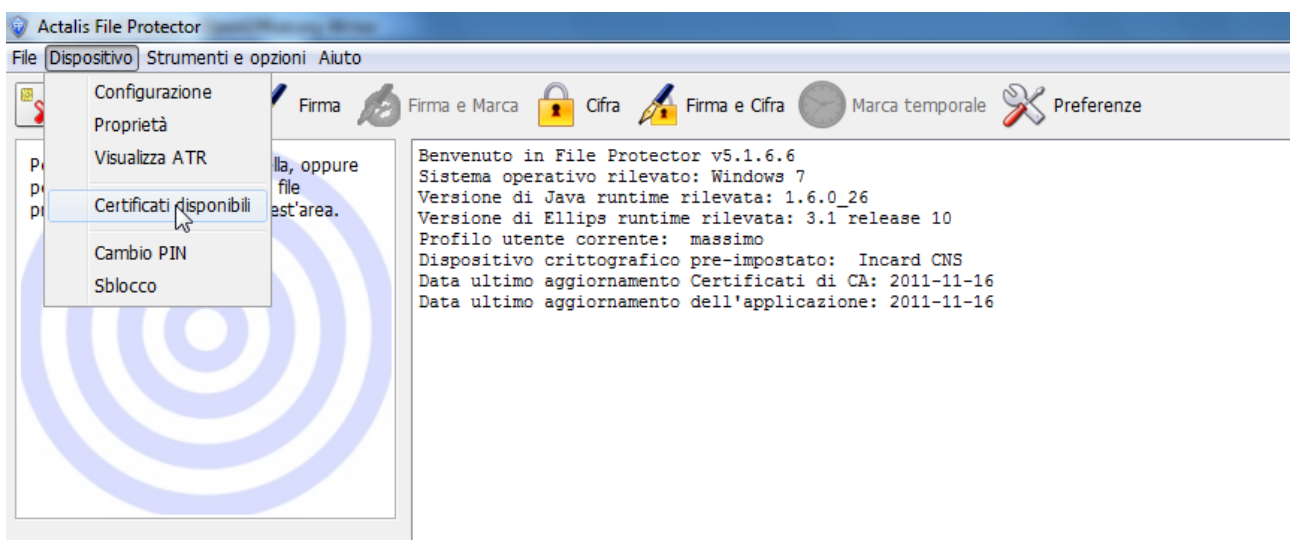 Actalis File Protector
File Dispositivo Strumenti e opzioni Aiuto
Configurazione
Proprietà
Visualizza ATR
Certificati disponibili
Cambio PIN
Sblocco
Firma Firma e Marca Cifra Firma e Cifra Marca temporale Preferenze
oppure
file
est'area.
Benvenuto in File Protector v5.1.6.6
Sistema operativo rilevato: Windows 7
Versione di Java runtime rilevata: 1.6.0_26
Versione di Ellips runtime rilevata: 3.1 release 10
Profilo utente corrente: massimo
Dispositivo crittografico pre-impostato: Incard CNS
Data ultimo aggiornamento Certificati di CA: 2011-11-16
Data ultimo aggiornamento dell'applicazione: 2011-11-16